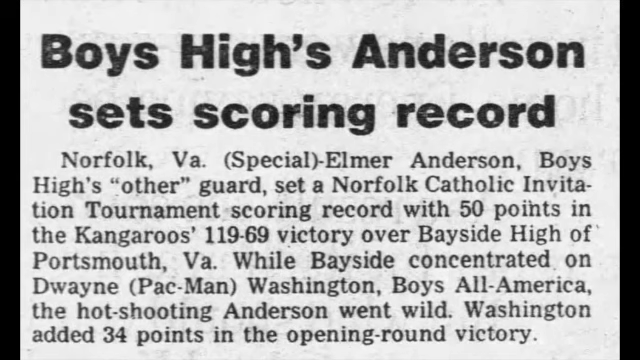 Boys High's Anderson
sets scoring record
Norfolk, Va. (Special)-Elmer Anderson, Boys
High's "other" guard, set a Norfolk Catholic Invita-
tion Tournament scoring record with 50 points in
the Kangaroos' 119-69 victory over Bayside High of
Portsmouth, Va. While Bayside concentrated on
Dwayne (Pac-Man) Washington, Boys All-America,
the hot-shooting Anderson went wild. Washington
added 34 points in the opening-round victory.